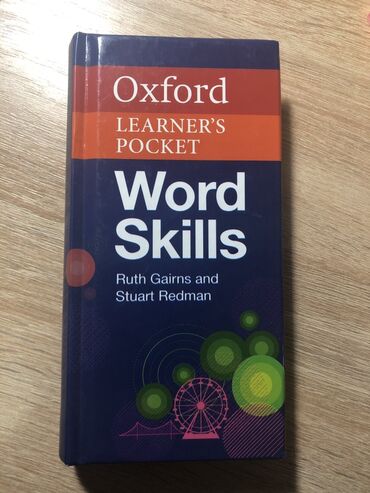 Oxford
LEARNER'S
POCKET
Word
Skills
Ruth Gairns and
Stuart Redman